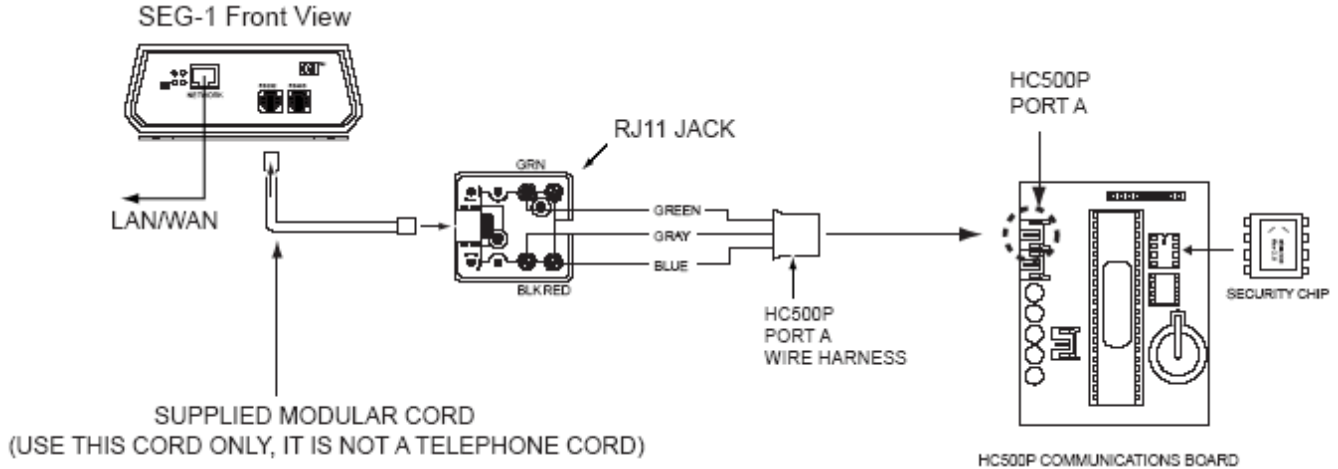 SEG-1 Front View
NETWORK
LAN/WAN
RJ11 JACK
GRN
GREEN
GRAY
BLUE
BLK RED
HC500P
PORT A
WIRE HARNESS
HC500P
PORT A
SECURITY CHIP
SUPPLIED MODULAR CORD
(USE THIS CORD ONLY, IT IS NOT A TELEPHONE CORD)
HC500P COMMUNICATIONS BOARD